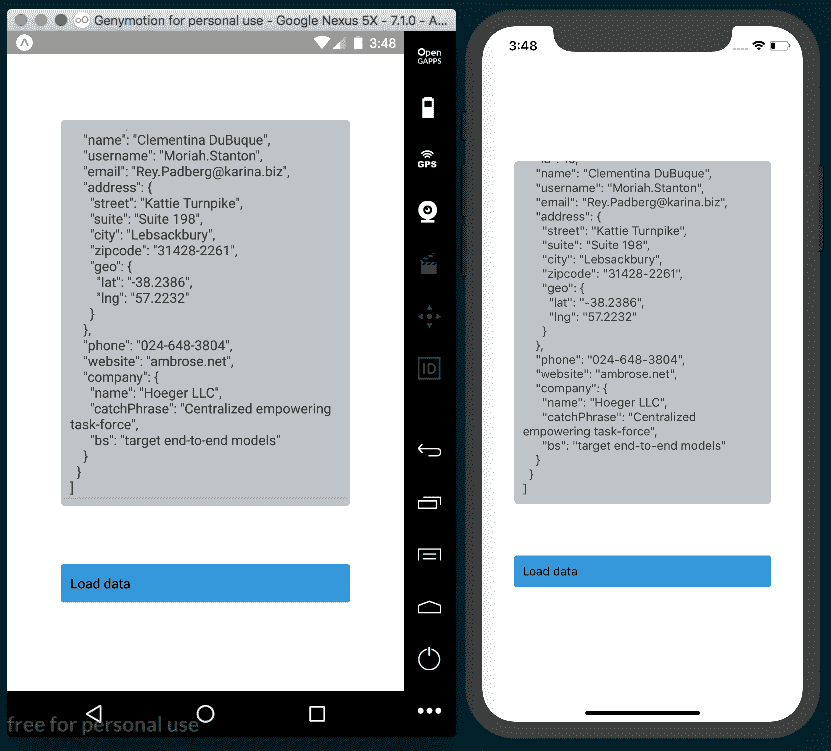 Genymotion for personal use - Google Nexus 5X - 7.1.0 - A...
3:48
"name": "Clementina DuBuque",
"username": "Moriah.Stanton",
"email": "Rey.Padberg@karina.biz",
"address": {
"street": "Kattie Turnpike",
"suite": "Suite 198",
"city": "Lebsackbury",
"zipcode": "31428-2261",
"geo": {
"lat": "-38.2386",
"lng": "57.2232"
}
},
"phone": "024-648-3804",
"website": "ambrose.net",
"company": {
"name": "Hoeger LLC",
"catchPhrase": "Centralized empowering
task-force",
"bs": "target end-to-end models"
}
}
]
Load data
free for personal use
Open
GAPPS
GPS
ID
3:48
"name": "Clementina DuBuque",
"username": "Moriah.Stanton",
"email": "Rey.Padberg@karina.biz",
"address": {
"street": "Kattie Turnpike",
"suite": "Suite 198",
"city": "Lebsackbury",
"zipcode": "31428-2261",
"geo": {
"lat": "-38.2386",
"lng": "57.2232"
}
},
"phone": "024-648-3804",
"website": "ambrose.net",
"company": {
"name": "Hoeger LLC",
"catchPhrase": "Centralized
empowering task-force",
"bs": "target end-to-end models"
}
}
]
Load data